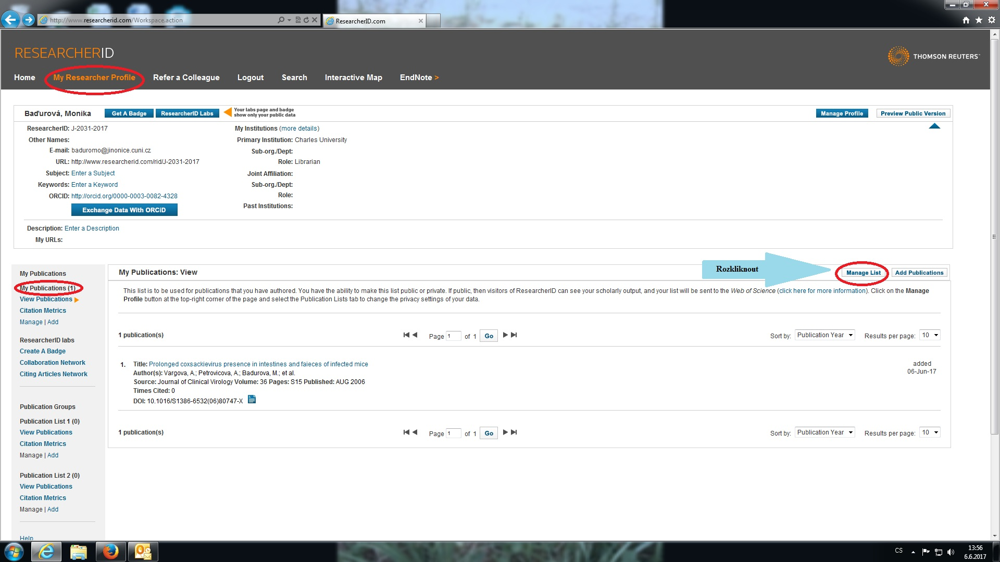 http://www.researcherid.com/Workspace.action
ResearcherID.com
RESEARCHERID
THOMSON REUTERS™
Home My Researcher Profile Refer a Colleague Logout Search Interactive Map EndNote >
Baďurová, Monika Get A Badge ResearcherID Labs Your labs page and badge
show only your public data
Manage Profile Preview Public Version
ResearcherID: J-2031-2017
Other Names:
E-mail: baduromo@jinonice.cuni.cz
URL: http://www.researcherid.com/rid/J-2031-2017
Subject: Enter a Subject
Keywords: Enter a Keyword
ORCID: http://orcid.org/0000-0003-0082-4328
Exchange Data With ORCiD
My Institutions (more details)
Primary Institution: Charles University
Sub-org./Dept:
Role: Librarian
Joint Affiliation:
Sub-org./Dept:
Role:
Past Institutions:
Description: Enter a Description
My URLs:
My Publications
My Publications (1)
View Publications
Citation Metrics
Manage | Add
ResearcherID labs
Create A Badge
Collaboration Network
Citing Articles Network
Publication Groups
Publication List 1 (0)
View Publications
Citation Metrics
Manage | Add
Publication List 2 (0)
View Publications
Citation Metrics
Manage | Add
Help
My Publications: View
Rozkliknout
Manage List Add Publications
This list is to be used for publications that you have authored. You have the ability to make this list public or private. If public, then visitors of ResearcherID can see your scholarly output, and your list will be sent to the Web of Science (click here for more information). Click on the Manage
Profile button at the top-right corner of the page and select the Publication Lists tab to change the privacy settings of your data.
1 publication(s) Page 1 of 1 Go Sort by: Publication Year Results per page: 10
1. Title: Prolonged coxsackievirus presence in intestines and faieces of infected mice
Author(s): Vargova, A.; Petrovicova, A.; Badurova, M.; et al.
Source: Journal of Clinical Virology Volume: 36 Pages: S15 Published: AUG 2006
Times Cited: 0
DOI: 10.1016/S1386-6532(06)80747-X
added
06-Jun-17
1 publication(s) Page 1 of 1 Go Sort by: Publication Year Results per page: 10
CS
13:56
6.6.2017